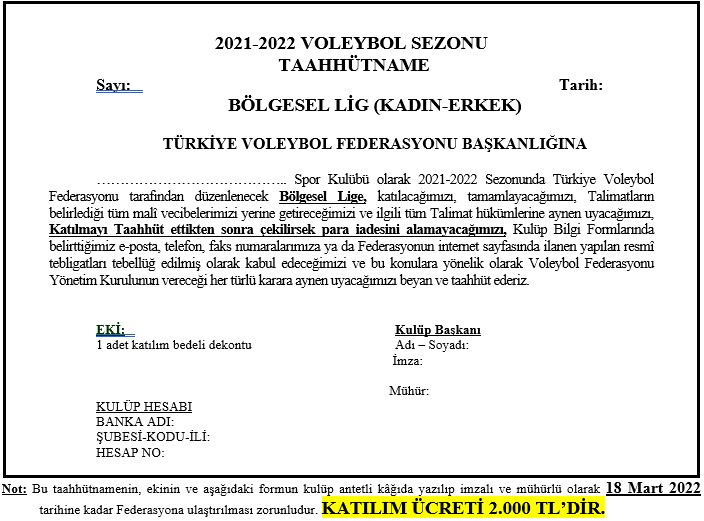 2021-2022 VOLEYBOL SEZONU
TAAHHÜTNAME
Sayı: Tarih:
BÖLGESEL LİG (KADIN-ERKEK)
TÜRKİYE VOLEYBOL FEDERASYONU BAŞKANLIĞINA
………………………………….. Spor Kulübü olarak 2021-2022 Sezonunda Türkiye Voleybol
Federasyonu tarafından düzenlenecek Bölgesel Lige, katılacağımızı, tamamlayacağımızı, Talimatların
belirlediği tüm malî vecibelerimizi yerine getireceğimizi ve ilgili tüm Talimat hükümlerine aynen uyacağımızı,
Katılmayı Taahhüt ettikten sonra çekilirsek para iadesini alamayacağımızı, Kulüp Bilgi Formlarında
belirttiğimiz e-posta, telefon, faks numaralarımıza ya da Federasyonun internet sayfasında ilanen yapılan resmî
tebligatları tebellüğ edilmiş olarak kabul edeceğimizi ve bu konulara yönelik olarak Voleybol Federasyonu
Yönetim Kurulunun vereceği her türlü karara aynen uyacağımızı beyan ve taahhüt ederiz.
EKİ: Kulüp Başkanı
1 adet katılım bedeli dekontu Adı – Soyadı:
İmza:
Mühür:
KULÜP HESABI
BANKA ADI:
ŞUBESİ-KODU-İLİ:
HESAP NO:
Not: Bu taahhütnamenin, ekinin ve aşağıdaki formun kulüp antetli kâğıda yazılıp imzalı ve mühürlü olarak 18 Mart 2022
tarihine kadar Federasyona ulaştırılması zorunludur. KATILIM ÜCRETİ 2.000 TL’DİR.